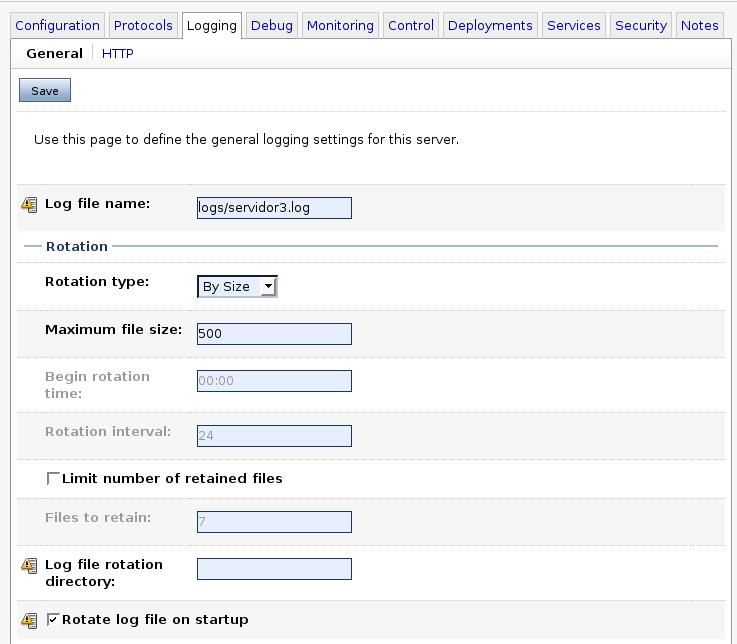 Configuration Protocols Logging Debug Monitoring Control Deployments Services Security Notes
General HTTP
Save
Use this page to define the general logging settings for this server.
Log file name: logs/servidor3.log
Rotation
Rotation type: By Size
Maximum file size: 500
Begin rotation
time: 00:00
Rotation interval: 24
Limit number of retained files
Files to retain: 7
Log file rotation
directory:
Rotate log file on startup